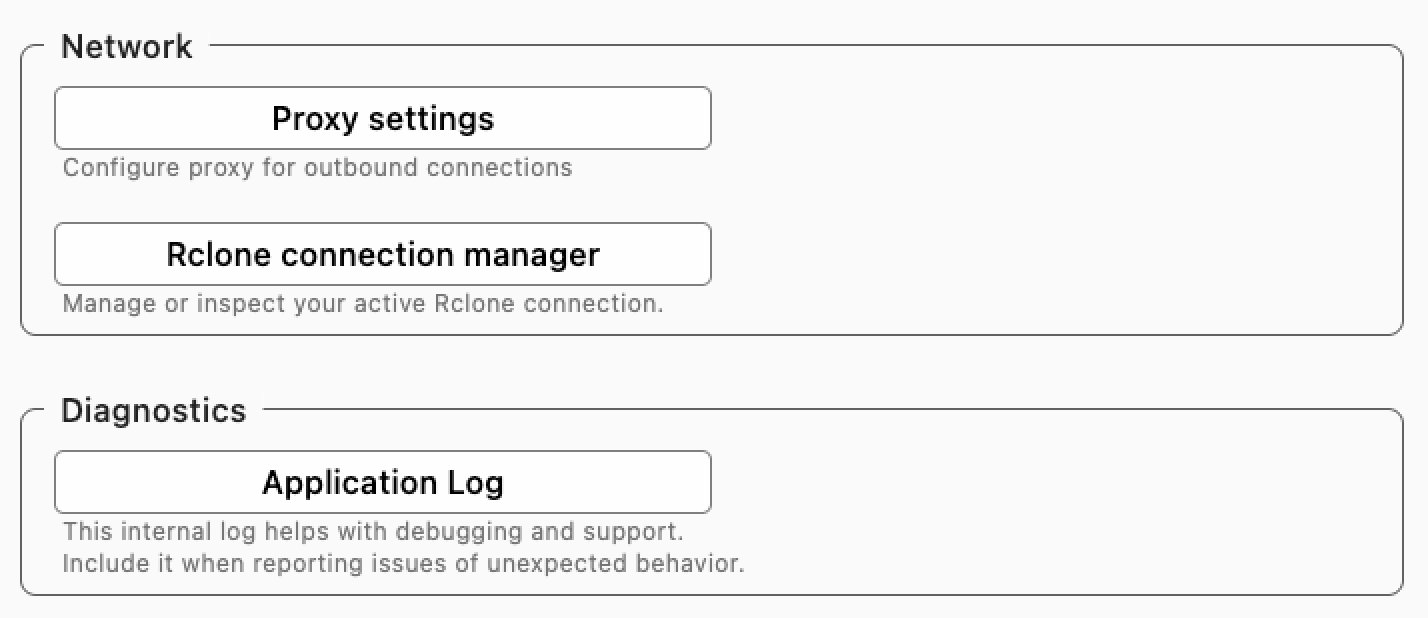 Network
Proxy settings
Configure proxy for outbound connections
Rclone connection manager
Manage or inspect your active Rclone connection.
Diagnostics
Application Log
This internal log helps with debugging and support.
Include it when reporting issues of unexpected behavior.